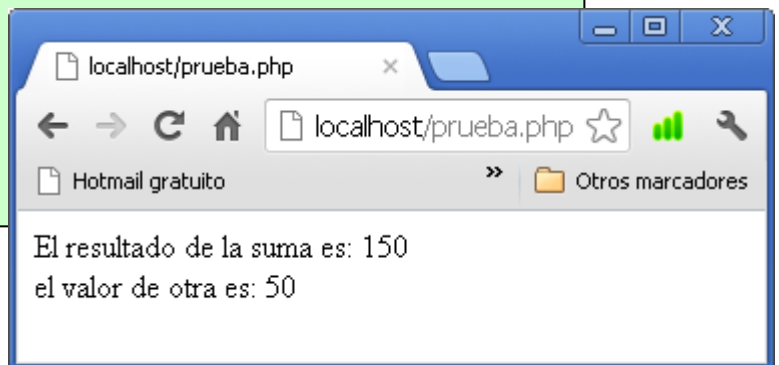 localhost/prueba.php
localhost/prueba.php
Hotmail gratuito » Otros marcadores
El resultado de la suma es: 150
el valor de otra es: 50